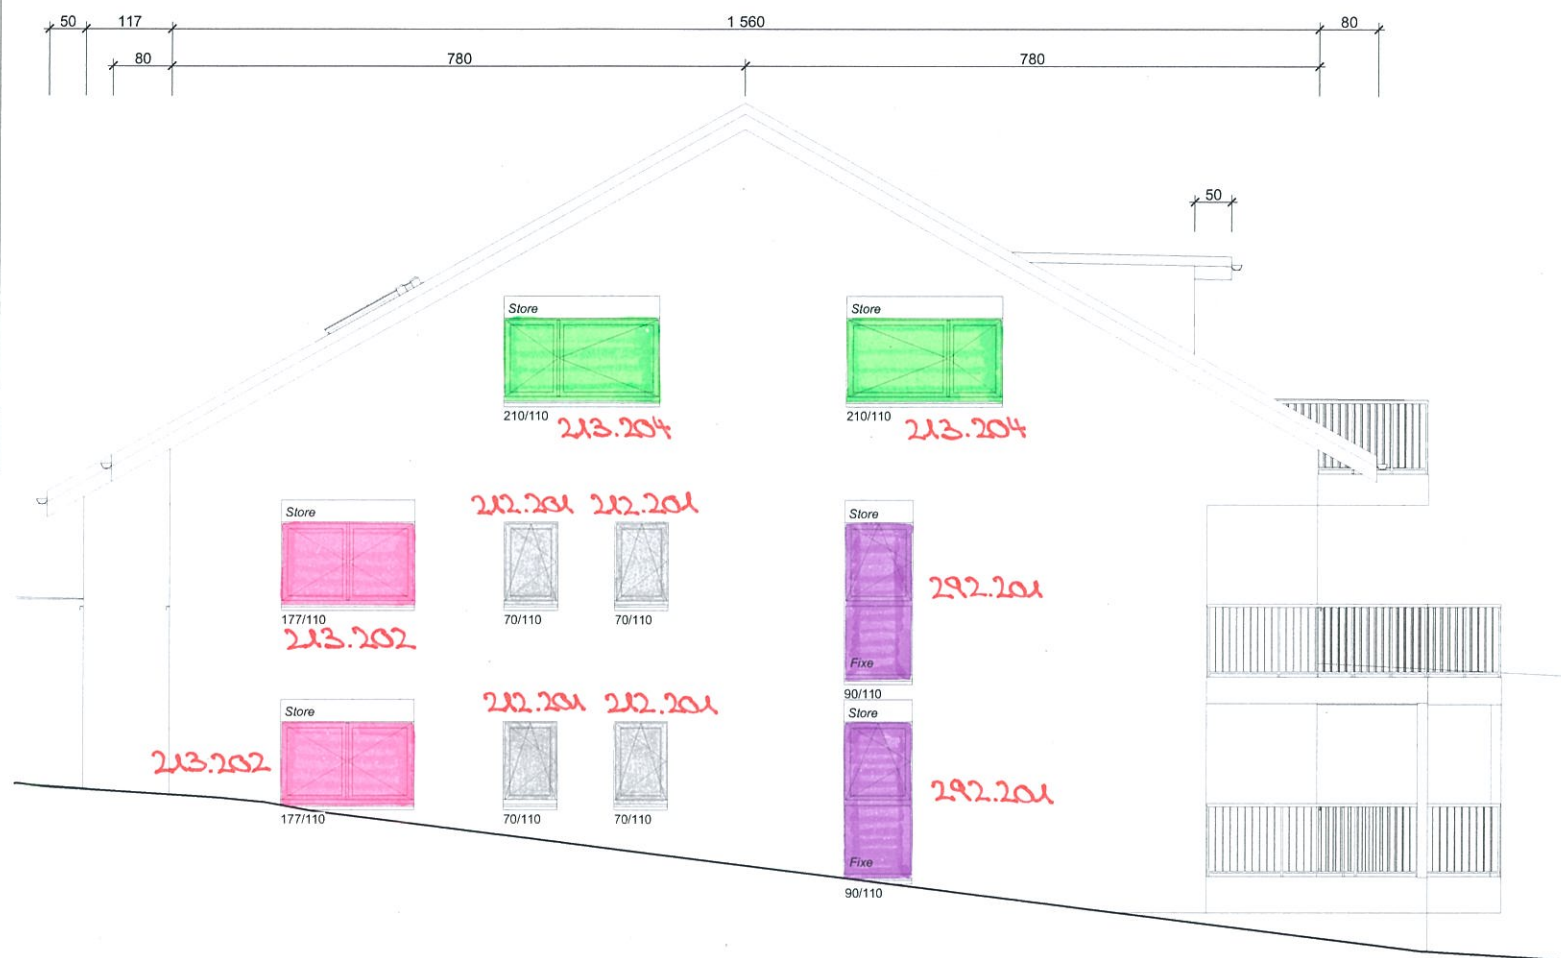 50 117 1 560 80
80 780 780
50
Store Store
210/110 213.204 210/110 213.204
Store 212.201 212.201 Store
292.201
177/110 70/110 70/110
213.202
Fixe
90/110
Store 212.201 212.201 Store
213.202 292.201
177/110 70/110 70/110
Fixe
90/110